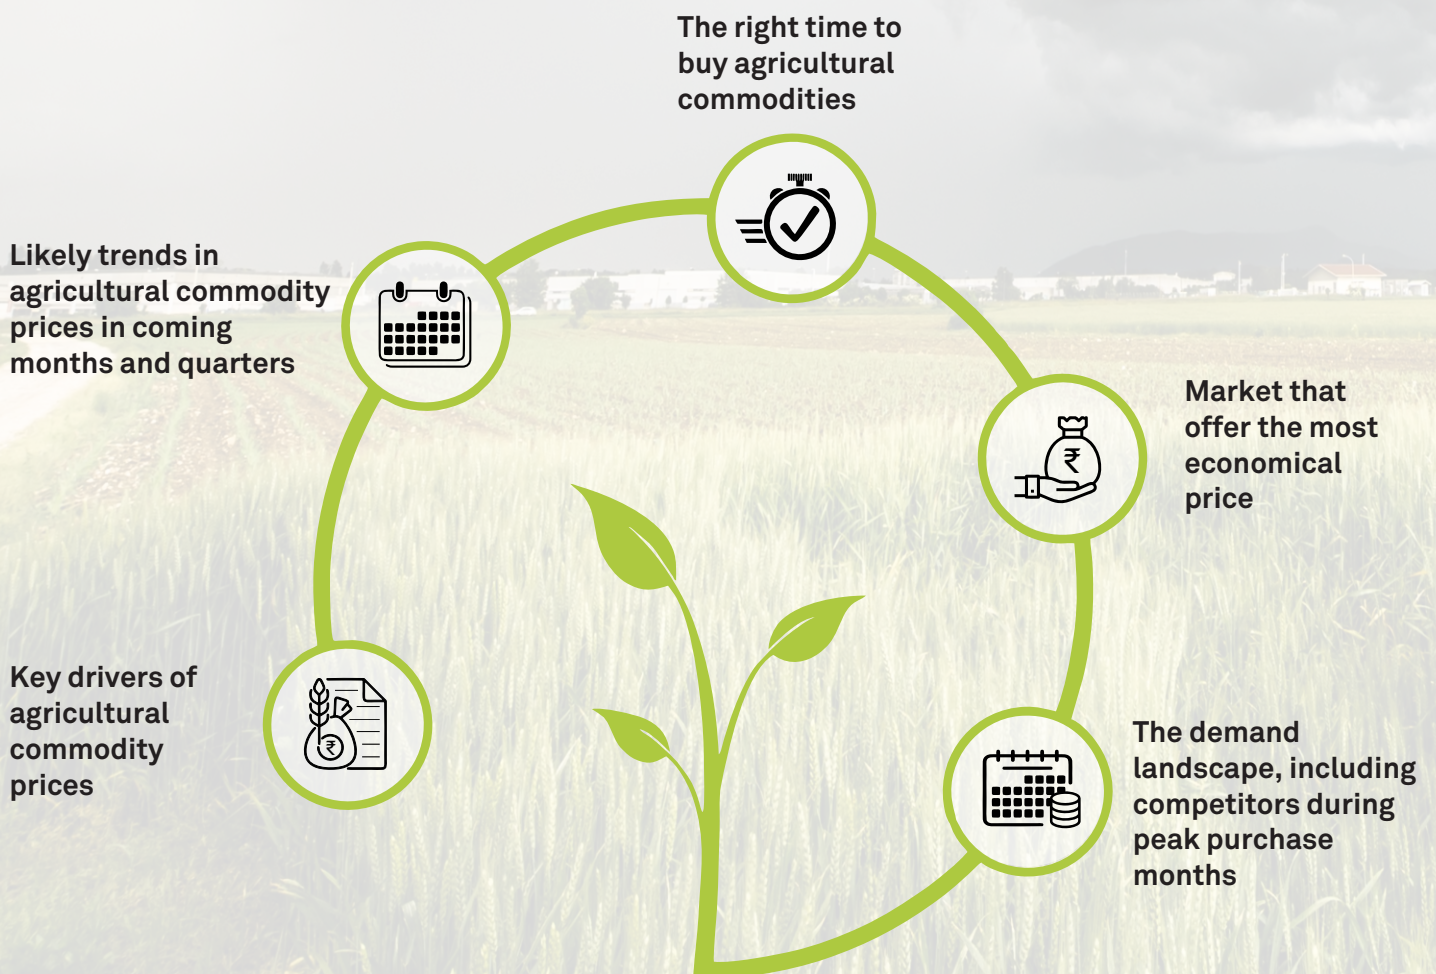 The right time to
buy agricultural
commodities
Likely trends in
agricultural commodity
prices in coming
months and quarters
Market that
offer the most
economical
price
₹
Key drivers of
agricultural
commodity
prices
₹
The demand
landscape, including
competitors during
peak purchase
months